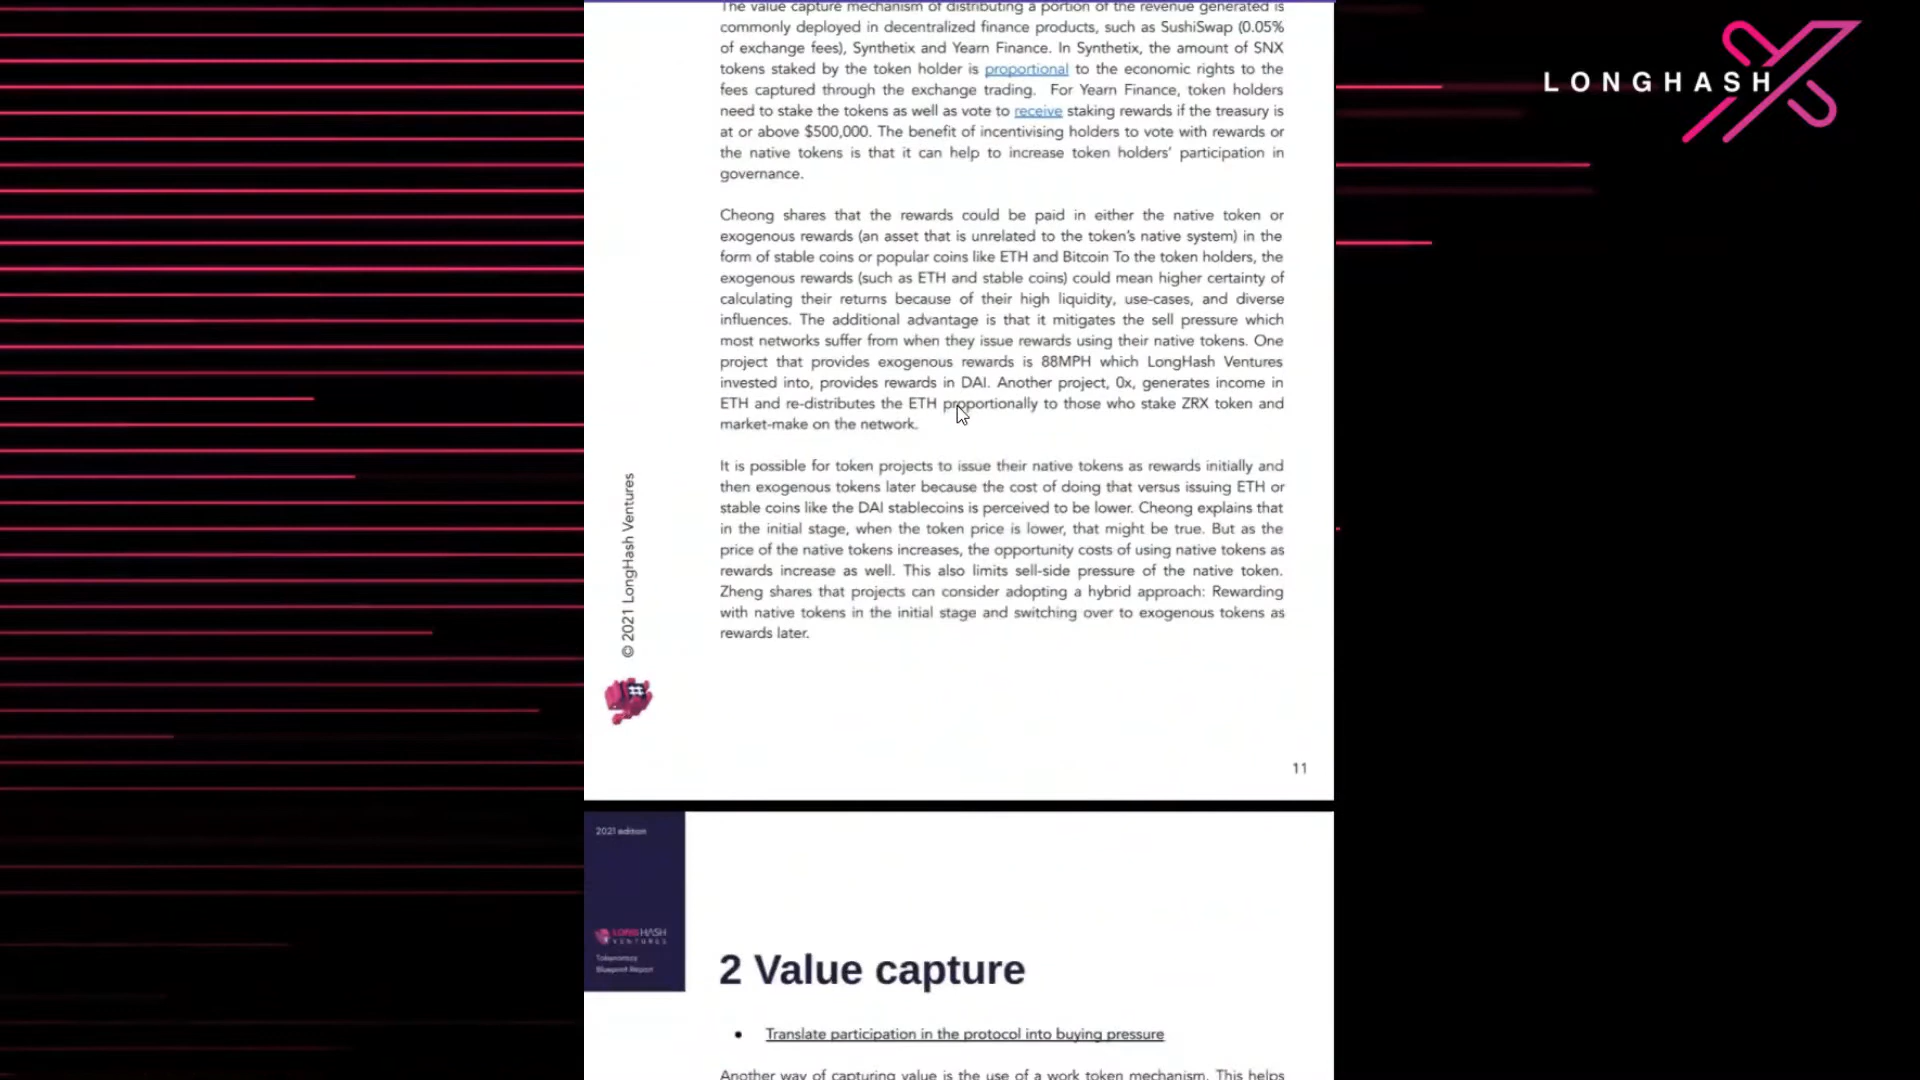 The value capture mechanism of distributing a portion of the revenue generated is
commonly deployed in decentralized finance products, such as SushiSwap (0.05%
of exchange fees), Synthetix and Yearn Finance. In Synthetix, the amount of SNX
tokens staked by the token holder is proportional to the economic rights to the
fees captured through the exchange trading. For Yearn Finance, token holders
need to stake the tokens as well as vote to receive staking rewards if the treasury is
at or above $500,000. The benefit of incentivising holders to vote with rewards or
the native tokens is that it can help to increase token holders' participation in
governance.
Cheong shares that the rewards could be paid in either the native token or
exogenous rewards (an asset that is unrelated to the token's native system) in the
form of stable coins or popular coins like ETH and Bitcoin To the token holders, the
exogenous rewards (such as ETH and stable coins) could mean higher certainty of
calculating their returns because of their high liquidity, use-cases, and diverse
influences. The additional advantage is that it mitigates the sell pressure which
most networks suffer from when they issue rewards using their native tokens. One
project that provides exogenous rewards is 88MPH which LongHash Ventures
invested into, provides rewards in DAI. Another project, 0x, generates income in
ETH and re-distributes the ETH proportionally to those who stake ZRX token and
market-make on the network.
It is possible for token projects to issue their native tokens as rewards initially and
then exogenous tokens later because the cost of doing that versus issuing ETH or
stable coins like the DAI stablecoins is perceived to be lower. Cheong explains that
in the initial stage, when the token price is lower, that might be true. But as the
price of the native tokens increases, the opportunity costs of using native tokens as
rewards increase as well. This also limits sell-side pressure of the native token.
Zheng shares that projects can consider adopting a hybrid approach: Rewarding
with native tokens in the initial stage and switching over to exogenous tokens as
rewards later.
© 2021 LongHash Ventures
11
LONGHASH
2021 edition
LONGHASH
VENTURES
Tokenomics
Blueprint Report
2 Value capture
• Translate participation in the protocol into buying pressure
Another way of capturing value is the use of a work token mechanism. This helps